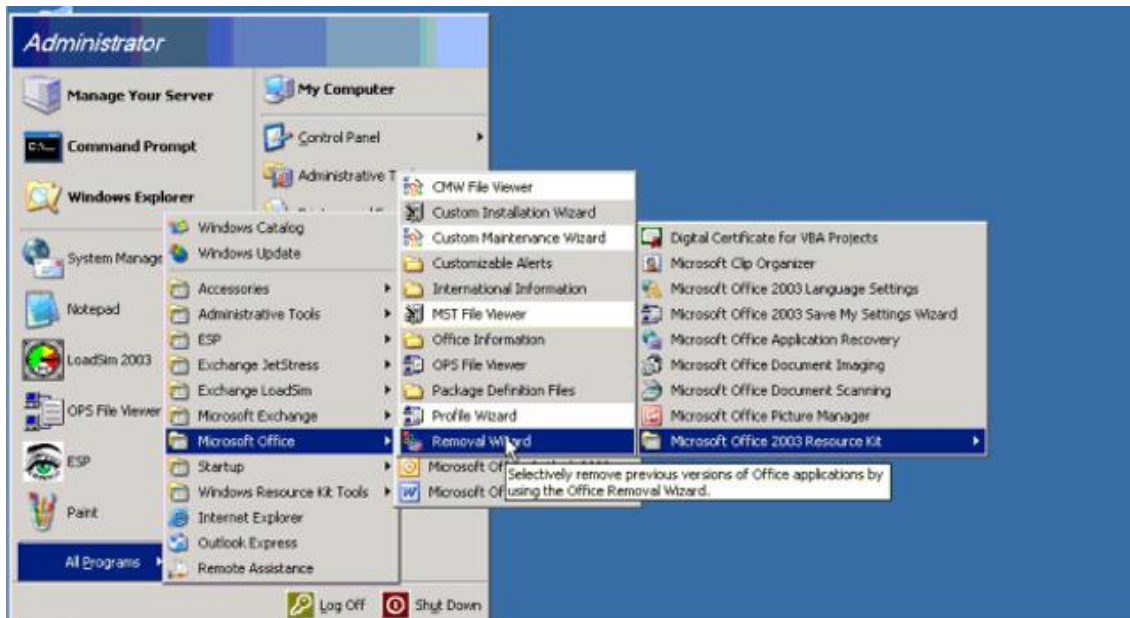 Administrator
Manage Your Server
Command Prompt
Windows Explorer
System Manage
Notepad
LoadSim 2003
OPS File Viewer
ESP
Paint
All Programs
My Computer
Control Panel
Administrative T
Windows Catalog
Windows Update
Accessories
Administrative Tools
ESP
Exchange JetStress
Exchange LoadSim
Microsoft Exchange
Microsoft Office
Startup
Windows Resource Kit Tools
Internet Explorer
Outlook Express
Remote Assistance
CMW File Viewer
Custom Installation Wizard
Custom Maintenance Wizard
Customizable Alerts
International Information
MST File Viewer
Office Information
OPS File Viewer
Package Definition Files
Profile Wizard
Removal Wizard
Microsoft Of
Microsoft Of
Selectively remove previous versions of Office applications by
using the Office Removal Wizard.
Digital Certificate for VBA Projects
Microsoft Clip Organizer
Microsoft Office 2003 Language Settings
Microsoft Office 2003 Save My Settings Wizard
Microsoft Office Application Recovery
Microsoft Office Document Imaging
Microsoft Office Document Scanning
Microsoft Office Picture Manager
Microsoft Office 2003 Resource Kit
Log Off
Shut Down